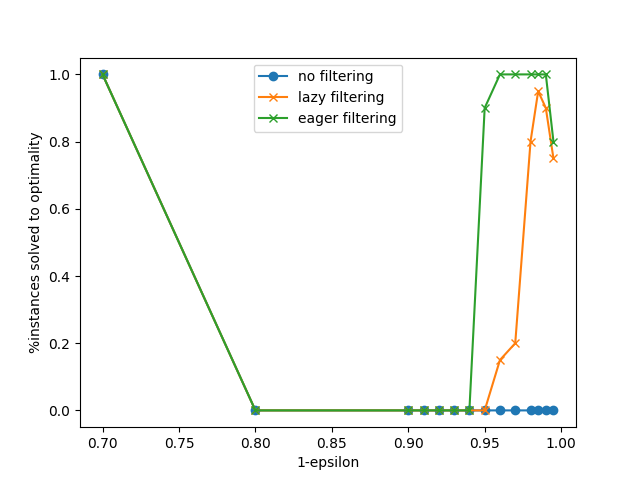 no filtering
lazy filtering
eager filtering
%instances solved to optimality
1.0
0.8
0.6
0.4
0.2
0.0
0.70 0.75 0.80 0.85 0.90 0.95 1.00
1-epsilon